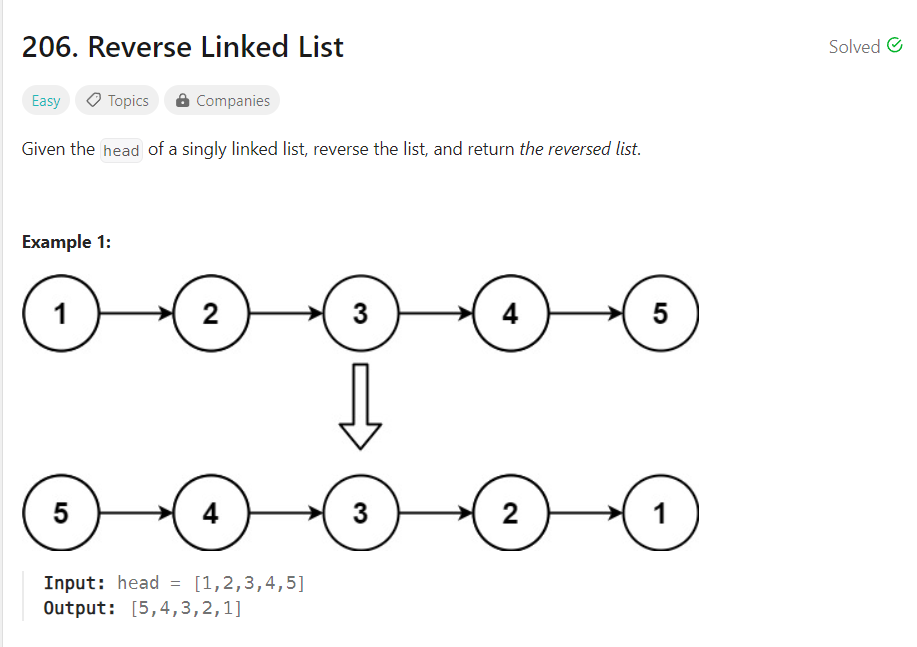 206. Reverse Linked List
Solved
Easy
Topics
Companies
Given the head of a singly linked list, reverse the list, and return the reversed list.
Example 1:
1 2 3 4 5
5 4 3 2 1
Input: head = [1,2,3,4,5]
Output: [5,4,3,2,1]